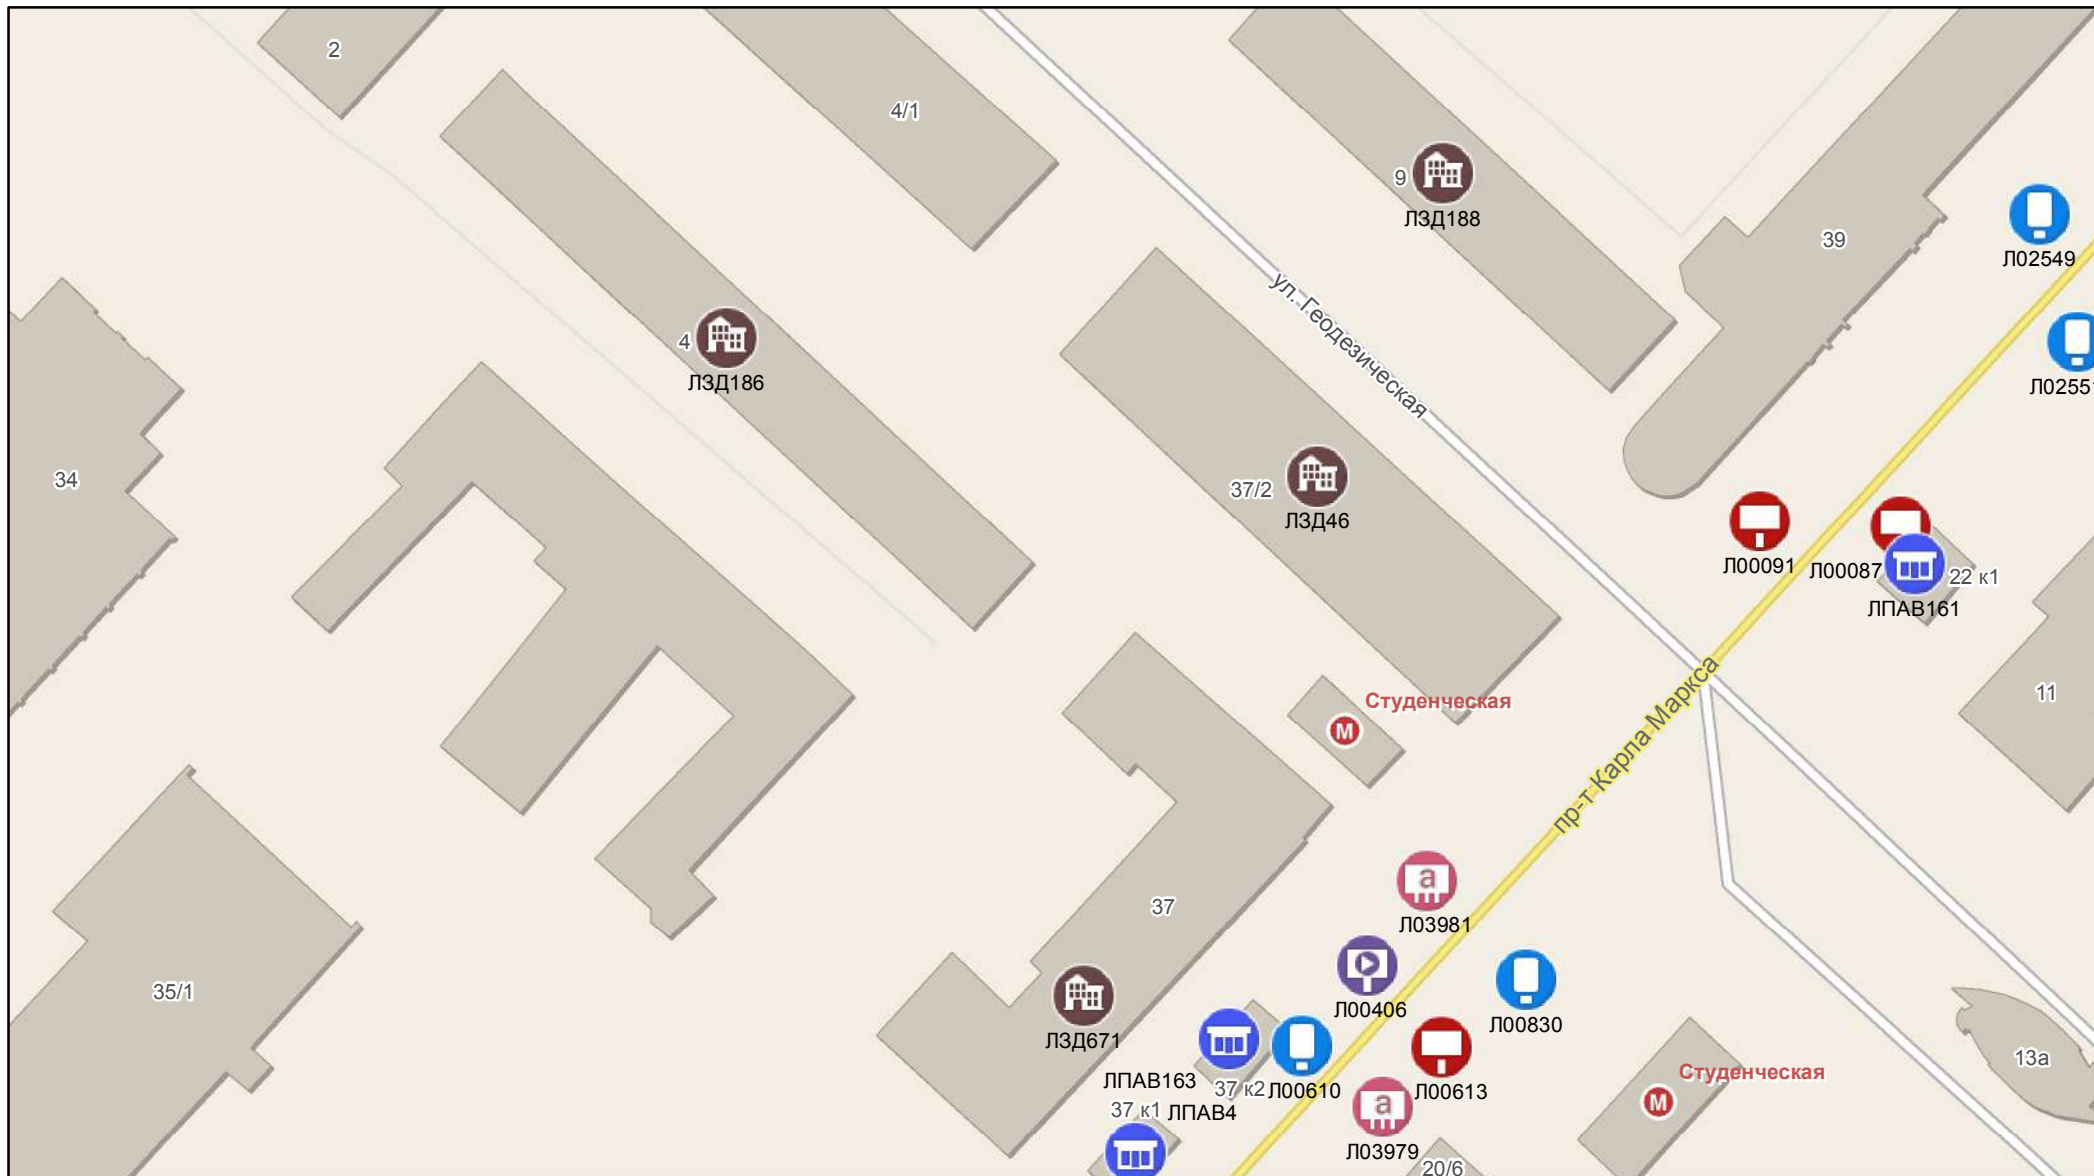 2
4/1
9
ЛЗД188
39
Л02549
ул. Геодезическая
4
ЛЗД186
Л0255
34
37/2
ЛЗД46
Л00091
Л00087
22 к1
ЛПАВ161
пр-т Карла Маркса
11
Студенческая
М
37
a
Л03981
35/1
Л00406
Л00830
ЛЗД671
13а
Студенческая
М
ЛПАВ163
37 к2
Л00610
Л00613
37 к1
ЛПАВ4
a
Л03979
20/6